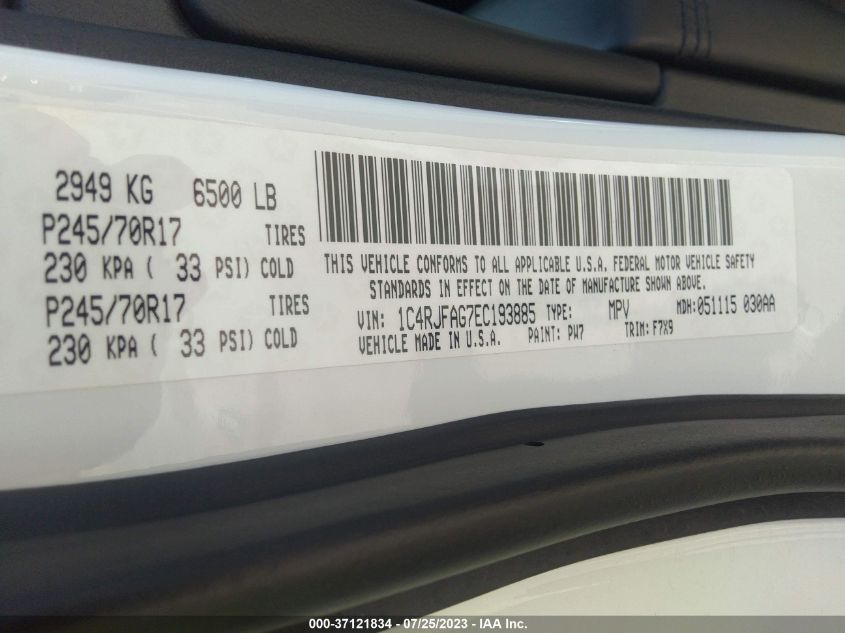 2949 KG 6500 LB
P245/70R17 TIRES
230 KPA ( 33 PSI) COLD
P245/70R17 TIRES
230 KPA ( 33 PSI) COLD
THIS VEHICLE CONFORMS TO ALL APPLICABLE U.S.A. FEDERAL MOTOR VEHICLE SAFETY
STANDARDS IN EFFECT ON THE DATE OF MANUFACTURE SHOWN ABOVE.
VIN: 1C4RJFAG7EC193885 TYPE: MPV MDH:051115 030AA
VEHICLE MADE IN U.S.A. PAINT: PW7 TRIM: F7X9
000-37121834 - 07/25/2023 - IAA Inc.